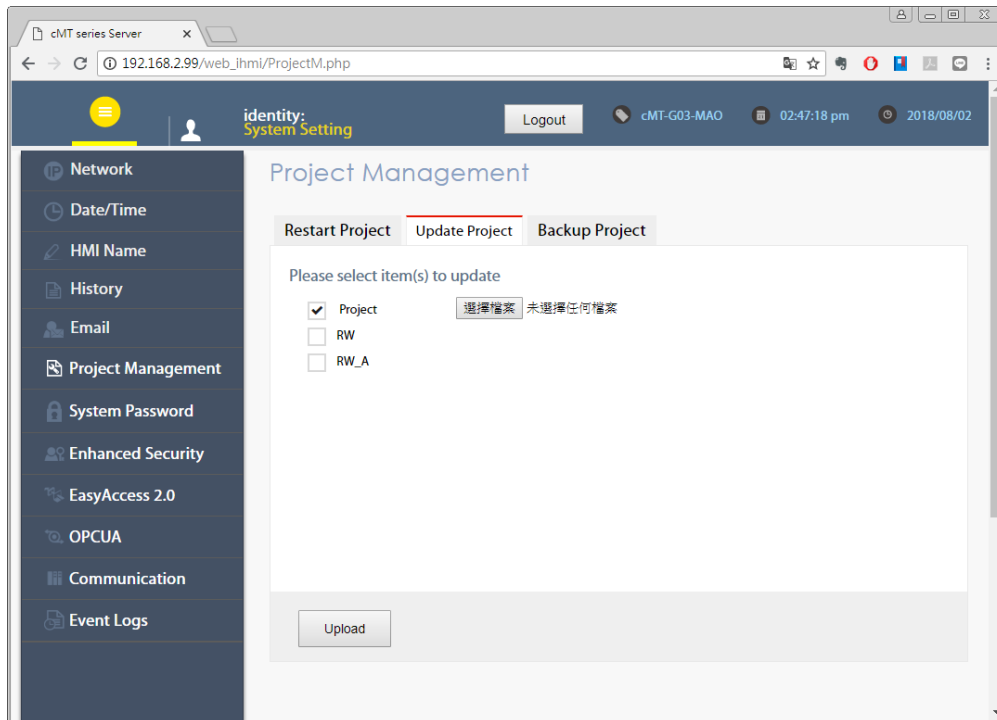 cMT series Server
192.168.2.99/web_ihmi/ProjectM.php
identity:
System Setting
Logout
cMT-G03-MAO
02:47:18 pm
2018/08/02
Network
Date/Time
HMI Name
History
Email
Project Management
System Password
Enhanced Security
EasyAccess 2.0
OPCUA
Communication
Event Logs
Project Management
Restart Project
Update Project
Backup Project
Please select item(s) to update
Project
選擇檔案 未選擇任何檔案
RW
RW_A
Upload